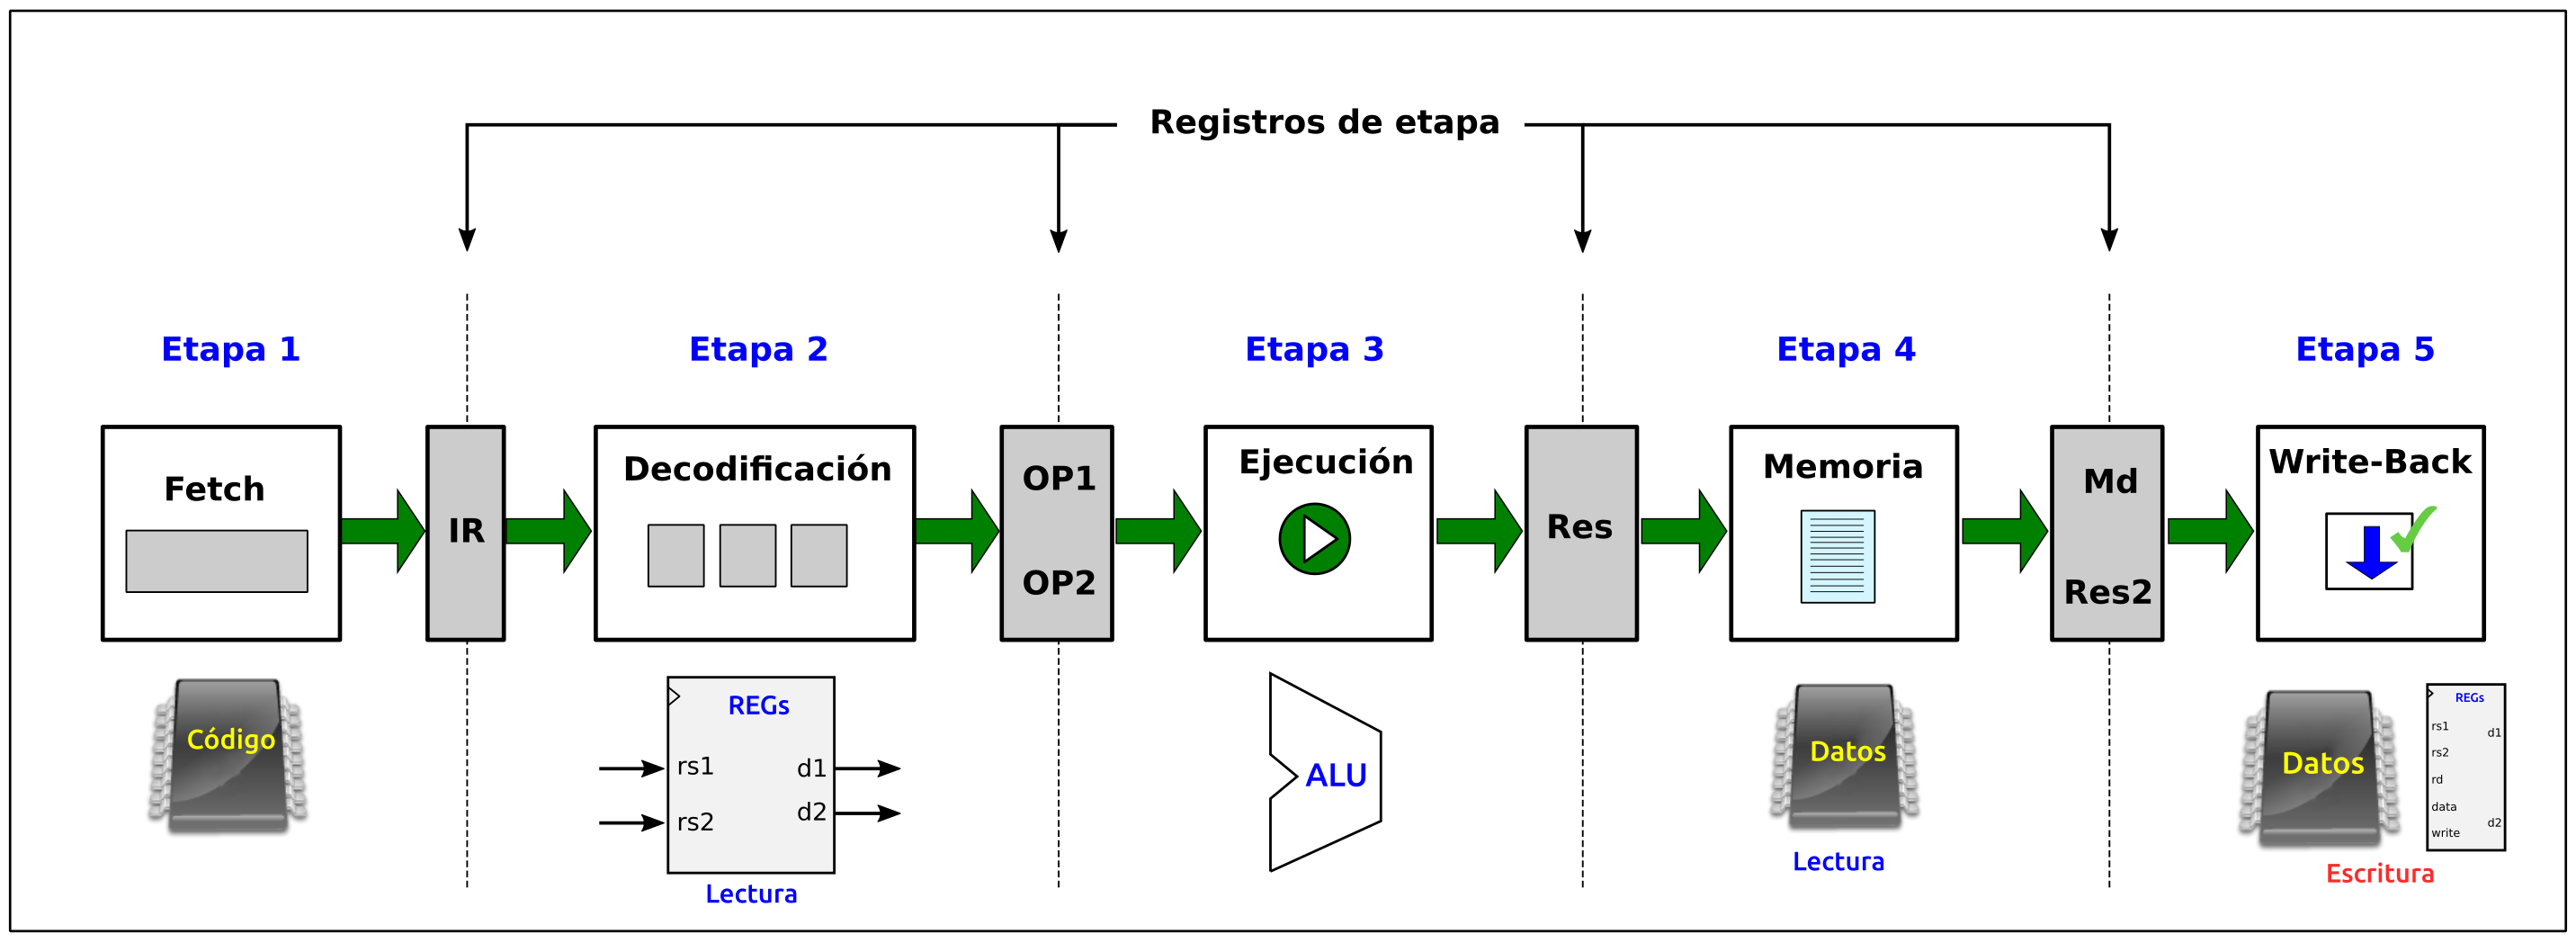 Registros de etapa
Etapa 1
Etapa 2
Etapa 3
Etapa 4
Etapa 5
Fetch
IR
Decodificación
OP1
OP2
Ejecución
Res
Memoria
Md
Res2
Write-Back
Código
REGs
rs1
rs2
d1
d2
Lectura
ALU
Datos
Lectura
Datos
REGs
rs1
rs2
rd
data
write
d1
d2
Escritura